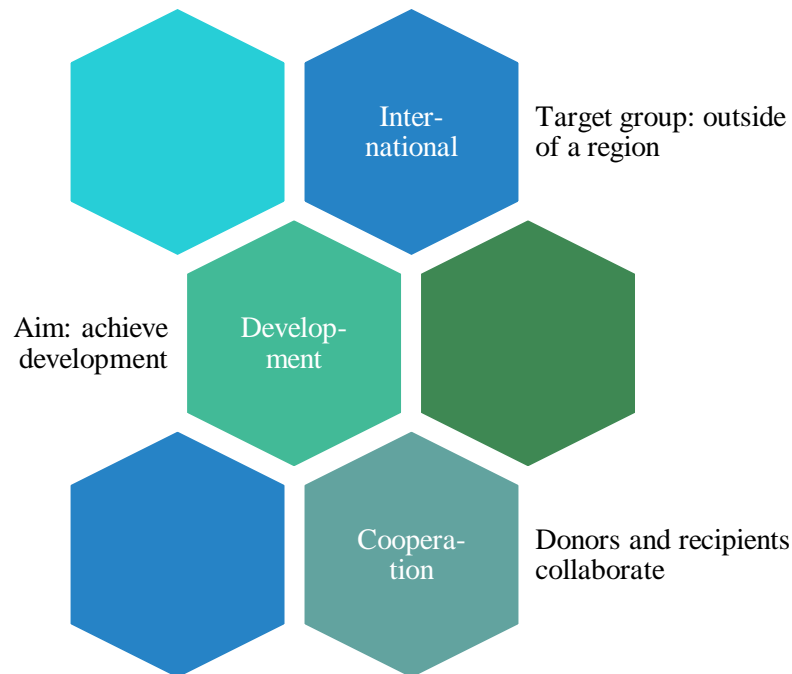 Inter-
national
Target group: outside
of a region
Aim: achieve
development
Develop-
ment
Coopera-
tion
Donors and recipients
collaborate